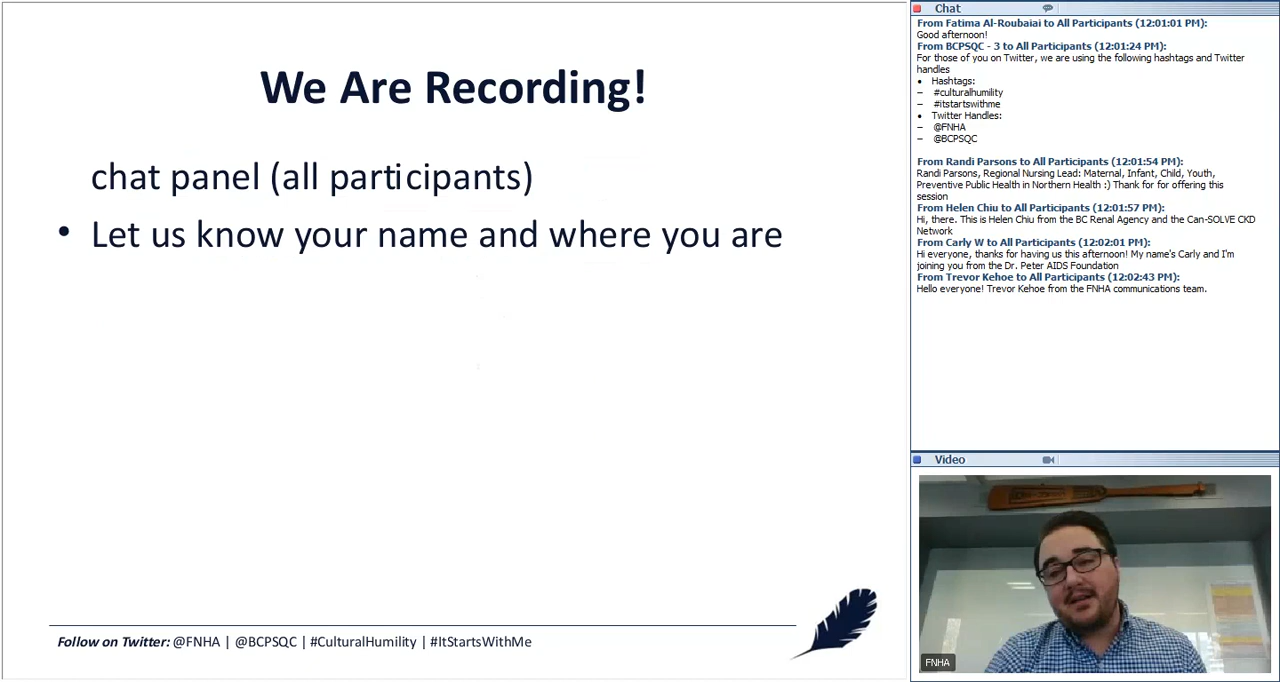 We Are Recording!
chat panel (all participants)
• Let us know your name and where you are
Follow on Twitter: @FNHA | @BCPSQC | #CulturalHumility | #ItStartsWithMe
Chat
From Fatima Al-Roubaiai to All Participants (12:01:01 PM):
Good afternoon!
From BCPSQC - 3 to All Participants (12:01:24 PM):
For those of you on Twitter, we are using the following hashtags and Twitter
handles
• Hashtags:
– #culturalhumility
– #itstartswithme
• Twitter Handles:
– @FNHA
– @BCPSQC
From Randi Parsons to All Participants (12:01:54 PM):
Randi Parsons, Regional Nursing Lead: Maternal, Infant, Child, Youth,
Preventive Public Health in Northern Health :) Thank for for offering this
session
From Helen Chiu to All Participants (12:01:57 PM):
Hi, there. This is Helen Chiu from the BC Renal Agency and the Can-SOLVE CKD
Network
From Carly W to All Participants (12:02:01 PM):
Hi everyone, thanks for having us this afternoon! My name's Carly and I'm
joining you from the Dr. Peter AIDS Foundation
From Trevor Kehoe to All Participants (12:02:43 PM):
Hello everyone! Trevor Kehoe from the FNHA communications team.
Video
FNHA